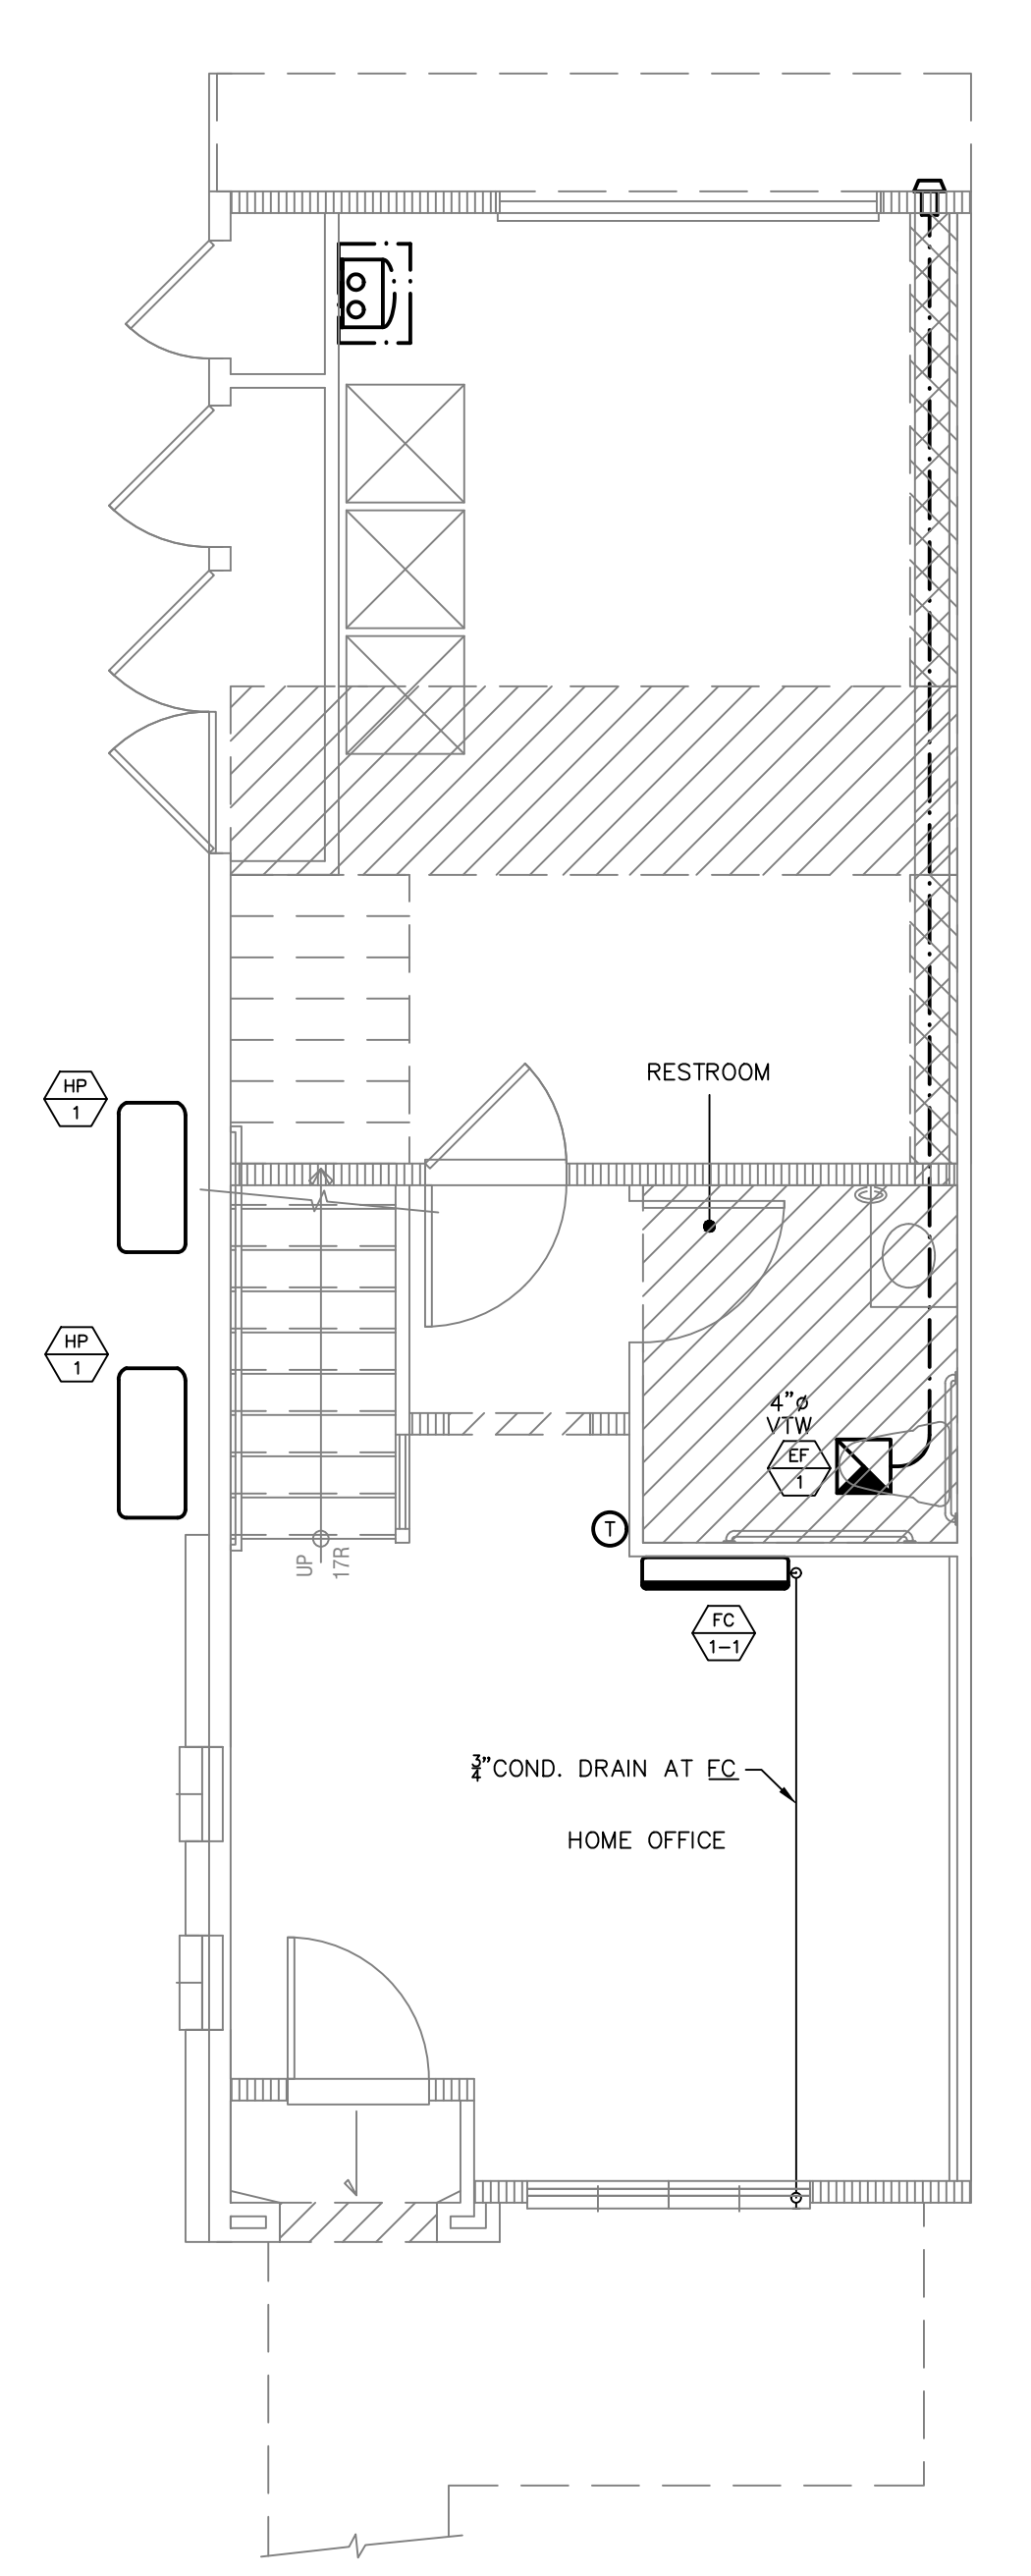 HP
1
RESTROOM
HP
1
4"ø
VTW
EF
1
T
UP
17R
FC
1-1
3/4" COND. DRAIN AT FC
HOME OFFICE